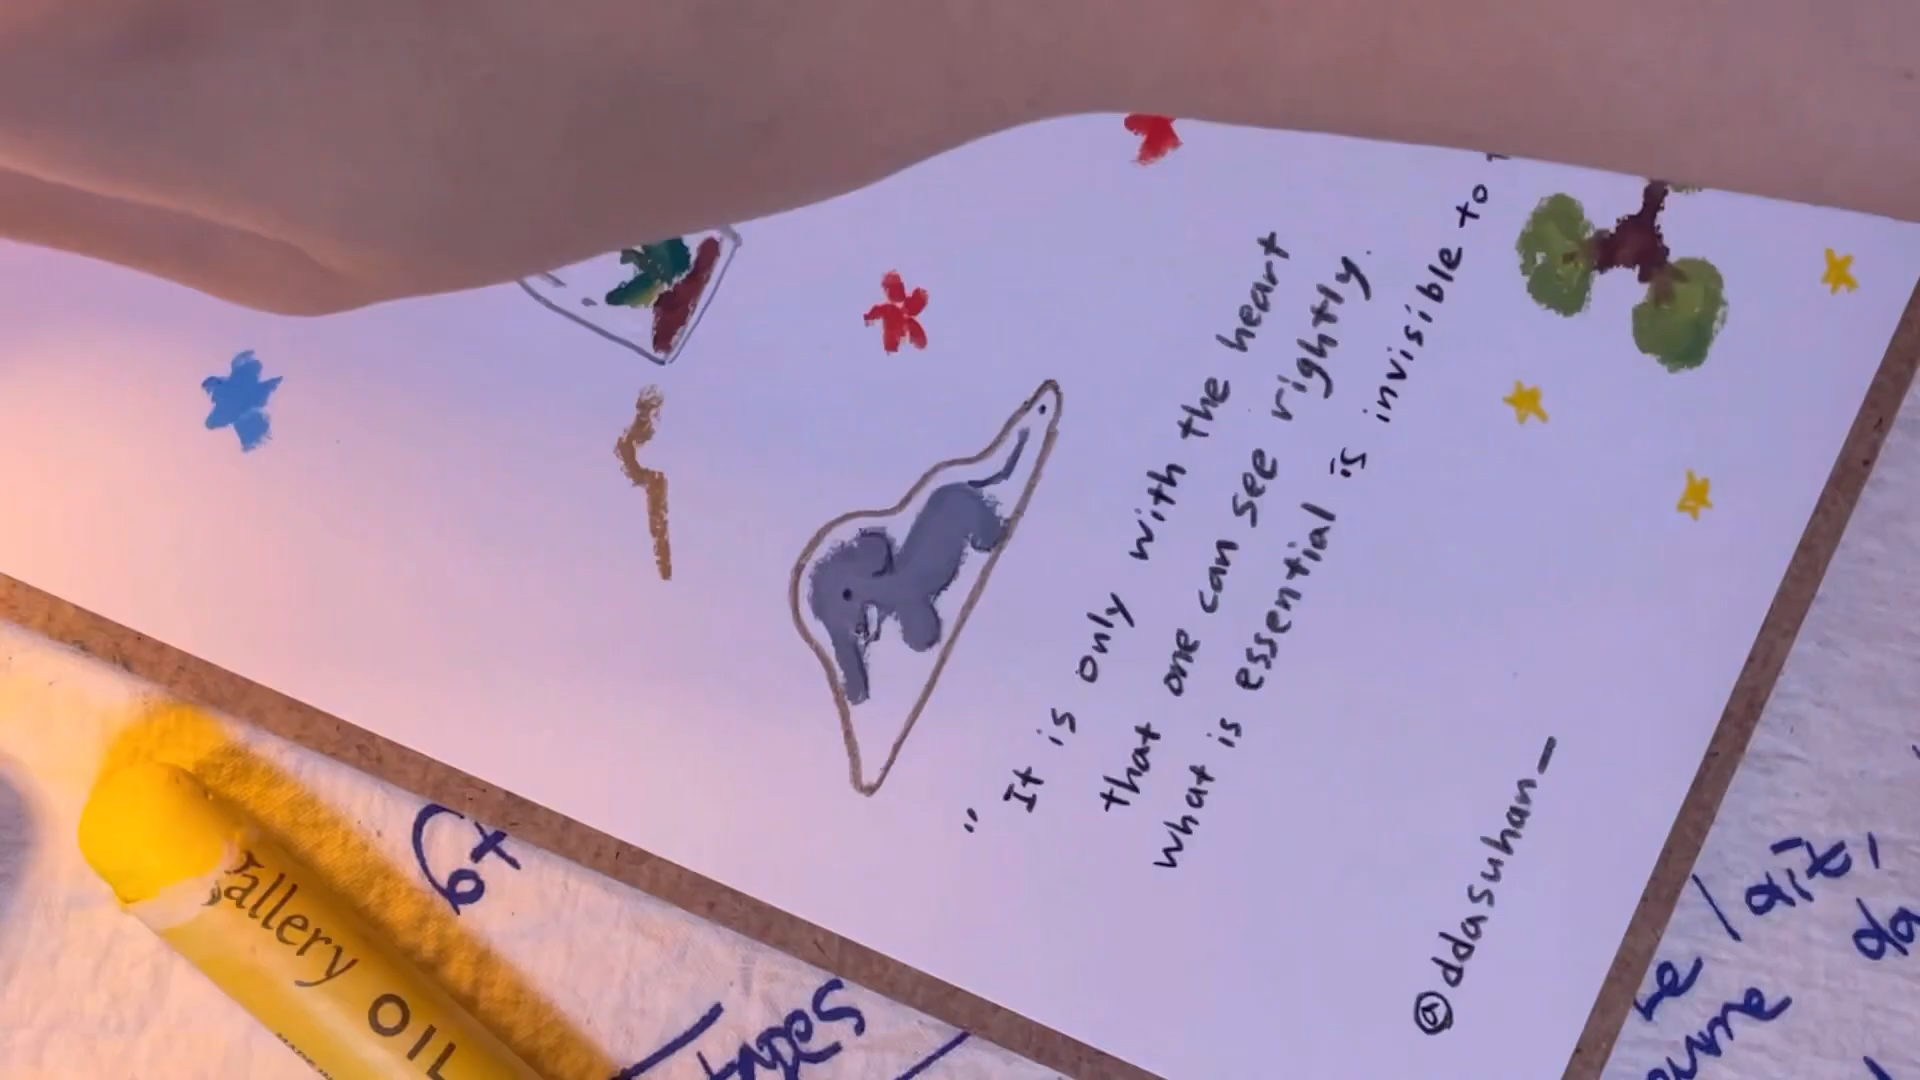 " It is only with the heart
that one can see rightly.
what is essential is invisible to
@ddasuhan_
Gallery OIL